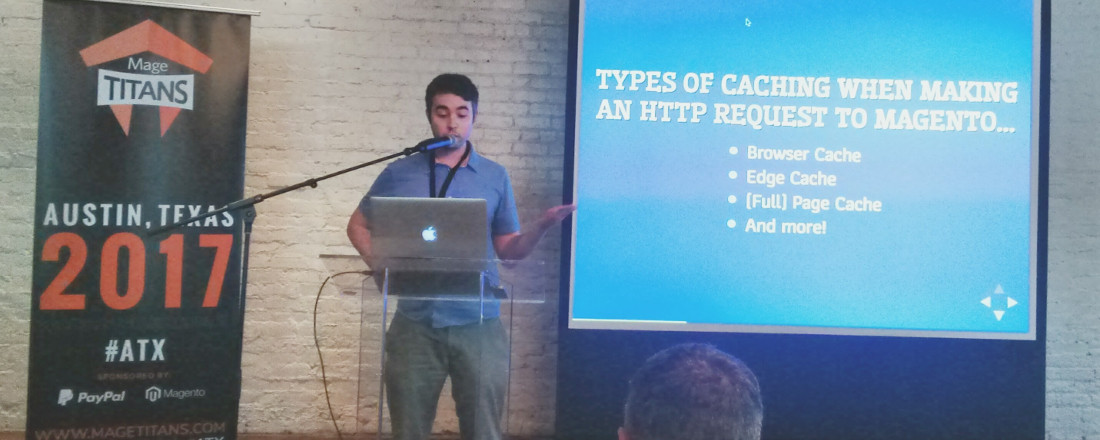 Mage
TITANS
AUSTIN, TEXAS
2017
#ATX
SPONSORED BY
PayPal
Magento
WWW.MAGETITANS.COM
TYPES OF CACHING WHEN MAKING
AN HTTP REQUEST TO MAGENTO...
Browser Cache
Edge Cache
(Full) Page Cache
And more!